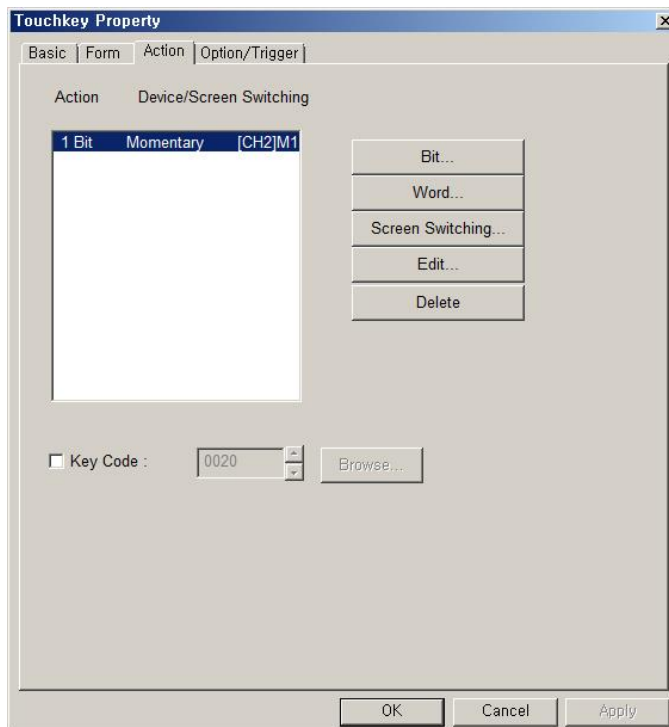 Touchkey Property
Basic Form Action Option/Trigger
Action Device/Screen Switching
1 Bit Momentary [CH2]M1
Bit...
Word...
Screen Switching...
Edit...
Delete
Key Code : 0020 Browse...
OK Cancel Apply